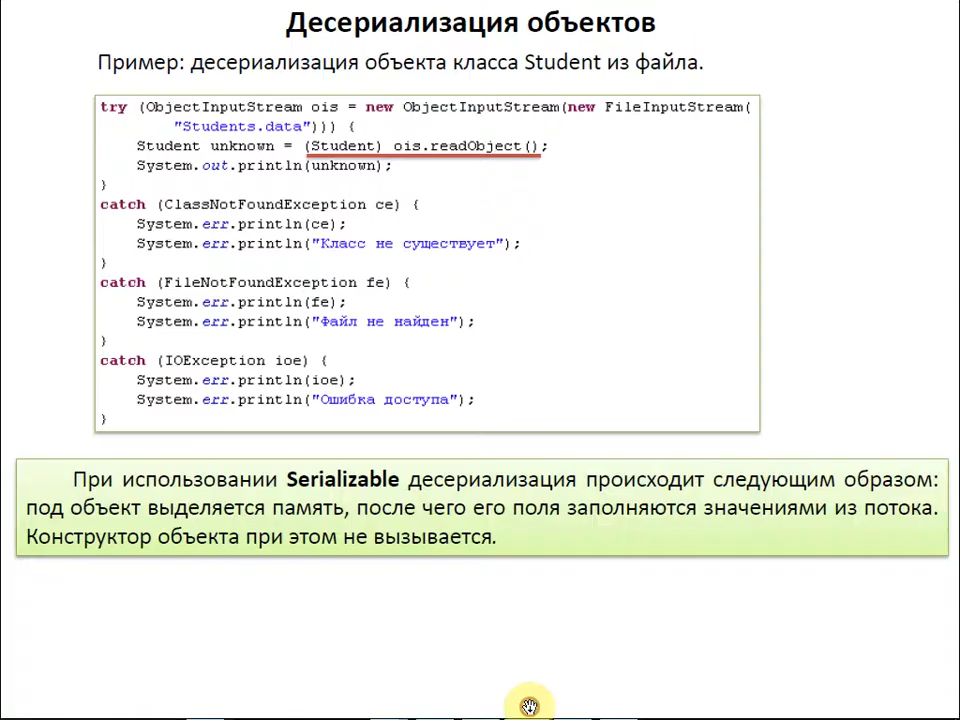 Десериализация объектов
Пример: десериализация объекта класса Student из файла.
try (ObjectInputStream ois = new ObjectInputStream(new FileInputStream(
"Students.data"))) {
Student unknown = (Student) ois.readObject();
System.out.println(unknown);
}
catch (ClassNotFoundException ce) {
System.err.println(ce);
System.err.println("Класс не существует");
}
catch (FileNotFoundException fe) {
System.err.println(fe);
System.err.println("Файл не найден");
}
catch (IOException ioe) {
System.err.println(ioe);
System.err.println("Ошибка доступа");
}
При использовании Serializable десериализация происходит следующим образом:
под объект выделяется память, после чего его поля заполняются значениями из потока.
Конструктор объекта при этом не вызывается.